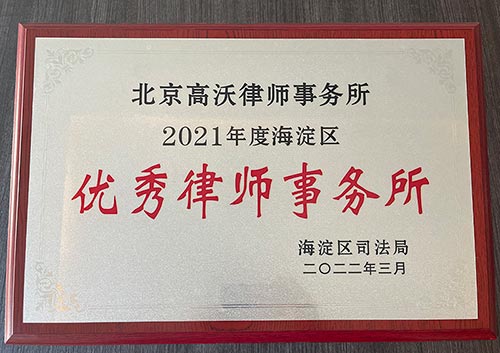 北京高沃律师事务所
2021年度海淀区
优秀律师事务所
海淀区司法局
二〇二二年三月